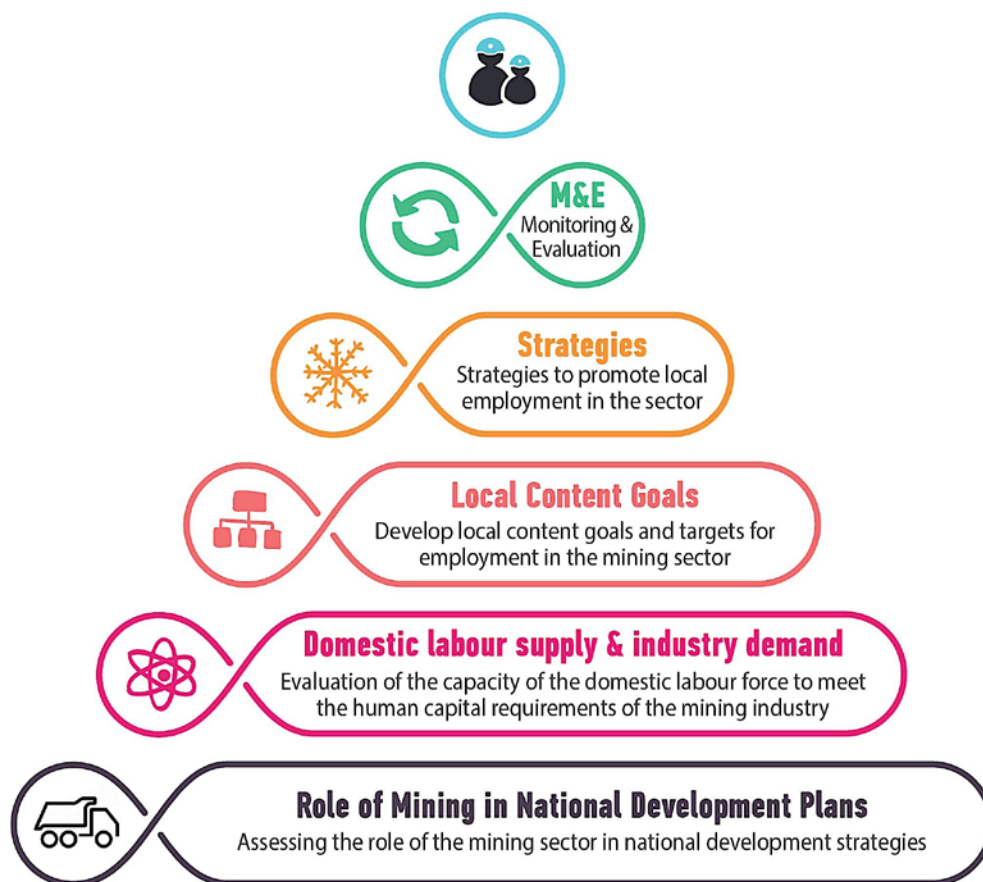 M&E
Monitoring &
Evaluation
Strategies
Strategies to promote local
employment in the sector
Local Content Goals
Develop local content goals and targets for
employment in the mining sector
Domestic labour supply & industry demand
Evaluation of the capacity of the domestic labour force to meet
the human capital requirements of the mining industry
Role of Mining in National Development Plans
Assessing the role of the mining sector in national development strategies